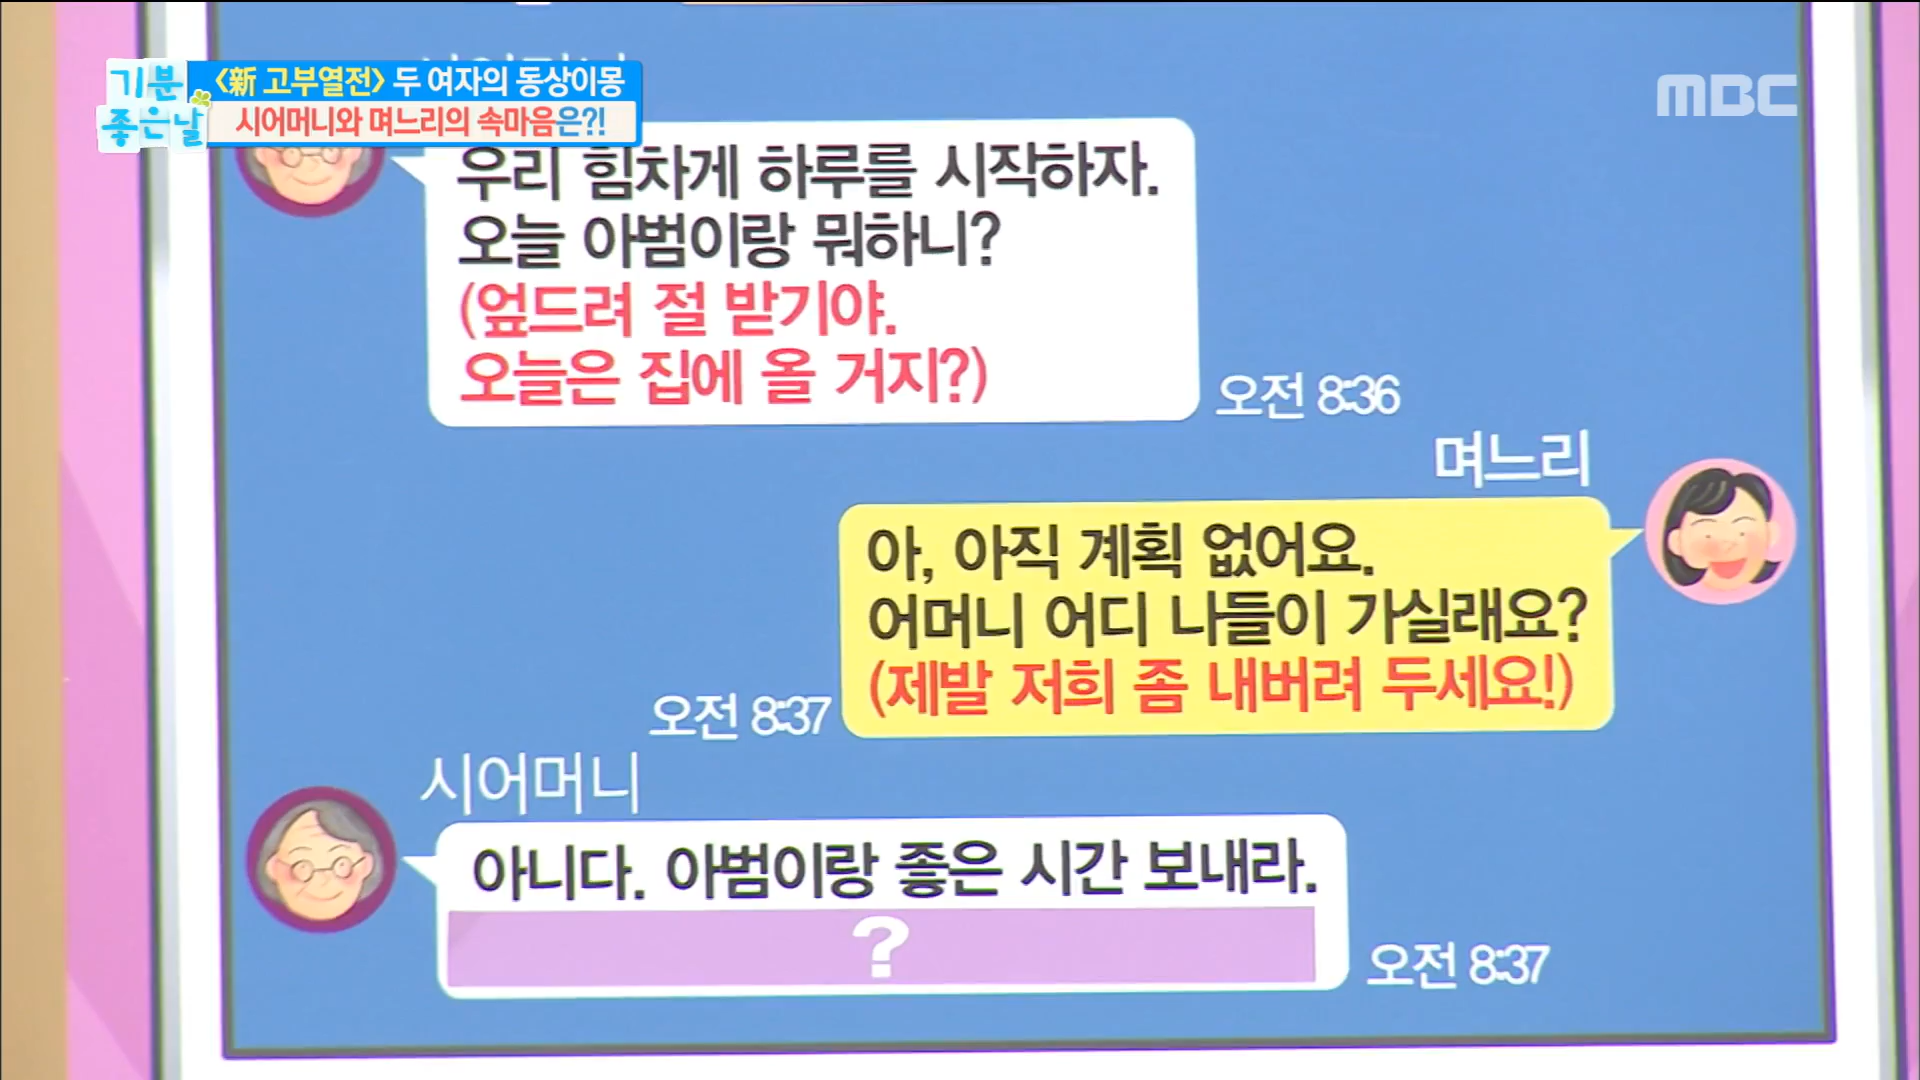 기분
좋은날
<新 고부열전> 두 여자의 동상이몽
시어머니와 며느리의 속마음은?!
MBC
우리 힘차게 하루를 시작하자.
오늘 아범이랑 뭐하니?
(엎드려 절 받기야.
오늘은 집에 올 거지?)
오전 8:36
며느리
아, 아직 계획 없어요.
어머니 어디 나들이 가실래요?
(제발 저희 좀 내버려 두세요!)
오전 8:37
시어머니
아니다. 아범이랑 좋은 시간 보내라.
?
오전 8:37